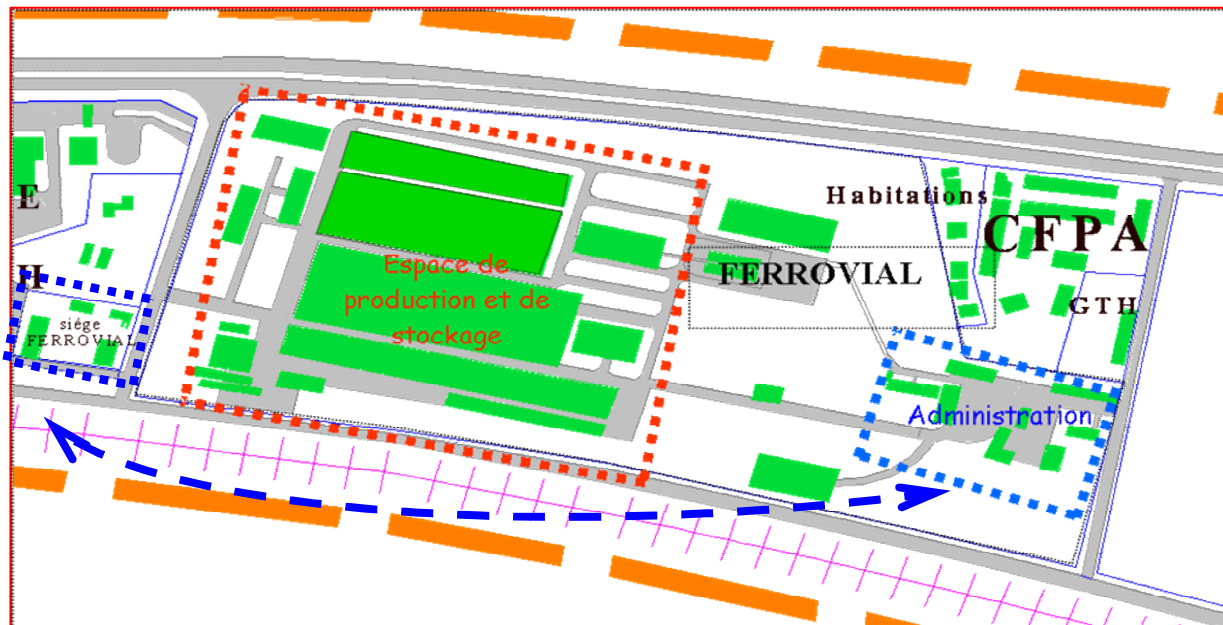 E
H
siége
FERROVIAL
Espace de
production et de
stockage
Habitations
CFPA
FERROVIAL
GTH
Administration